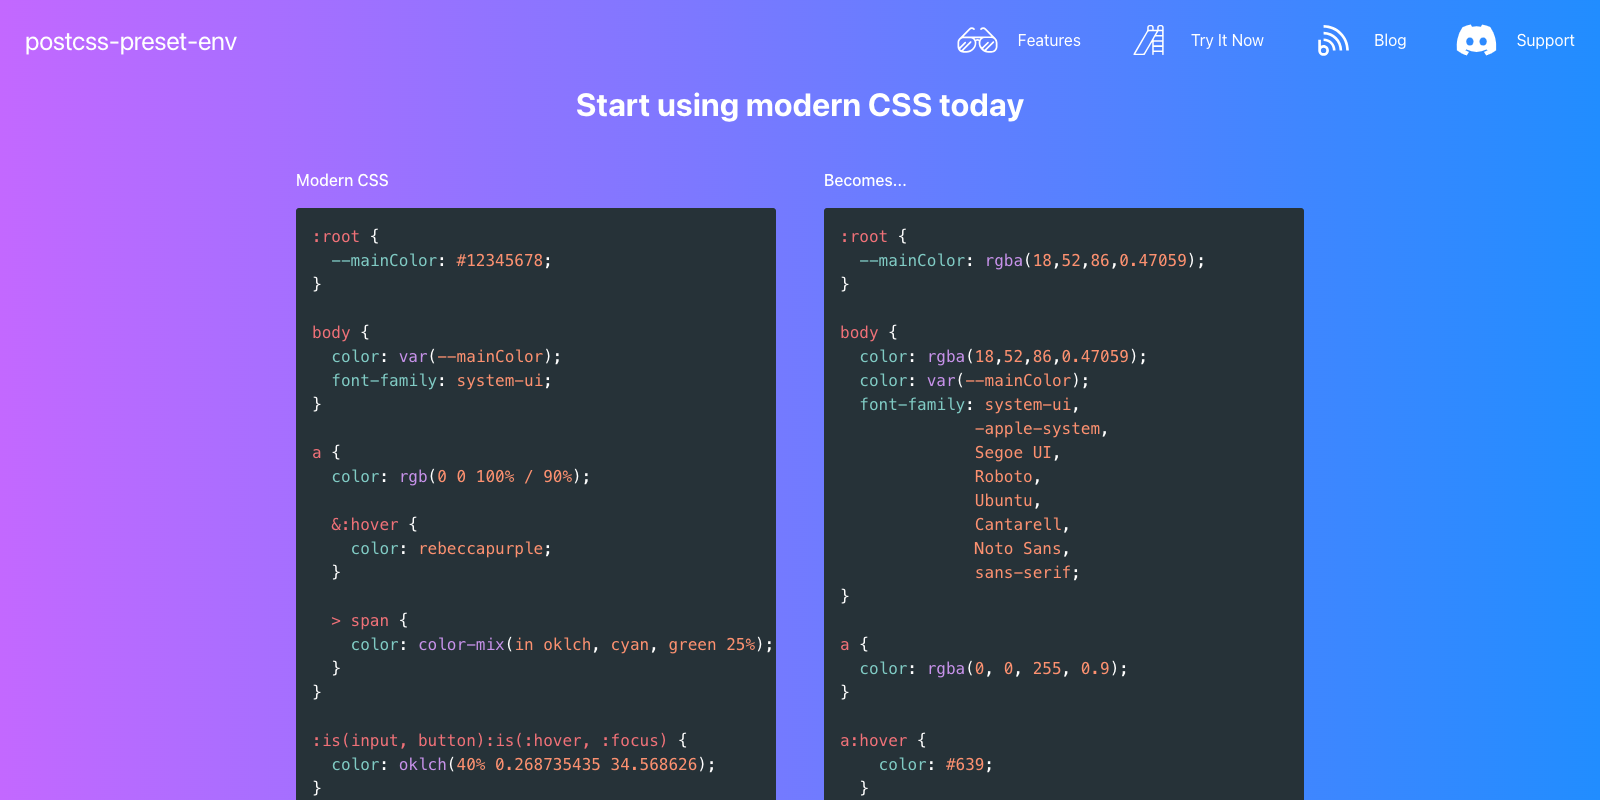 postcss-preset-env
Features
Try It Now
Blog
Support
Start using modern CSS today
Modern CSS
:root {
  --mainColor: #12345678;
}

body {
  color: var(--mainColor);
  font-family: system-ui;
}

a {
  color: rgb(0 0 100% / 90%);

  &:hover {
    color: rebeccapurple;
  }

  > span {
    color: color-mix(in oklch, cyan, green 25%);
  }
}

:is(input, button):is(:hover, :focus) {
  color: oklch(40% 0.268735435 34.568626);
}
Becomes...
:root {
  --mainColor: rgba(18,52,86,0.47059);
}

body {
  color: rgba(18,52,86,0.47059);
  color: var(--mainColor);
  font-family: system-ui,
              -apple-system,
              Segoe UI,
              Roboto,
              Ubuntu,
              Cantarell,
              Noto Sans,
              sans-serif;
}

a {
  color: rgba(0, 0, 255, 0.9);
}

a:hover {
    color: #639;
  }